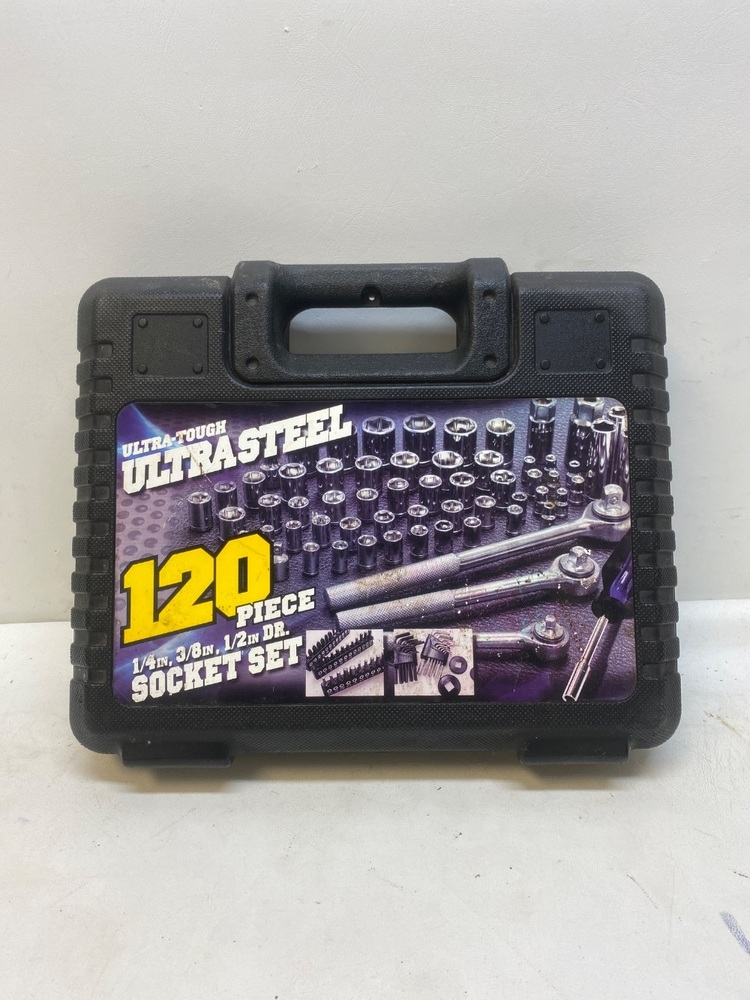 ULTRA-TOUGH
ULTRASTEEL
120
PIECE
1/4IN, 3/8IN, 1/2IN DR.
SOCKET SET